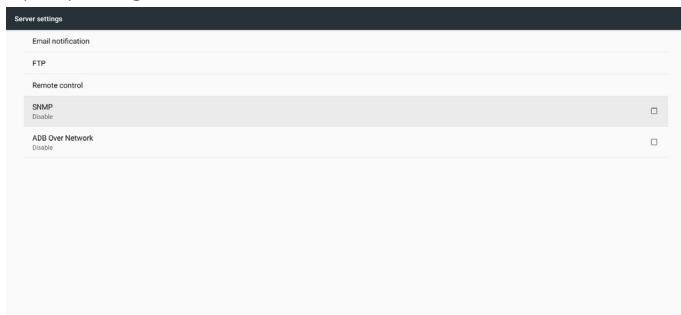 Server settings
Email notification
FTP
Remote control
SNMP
Disable
ADB Over Network
Disable